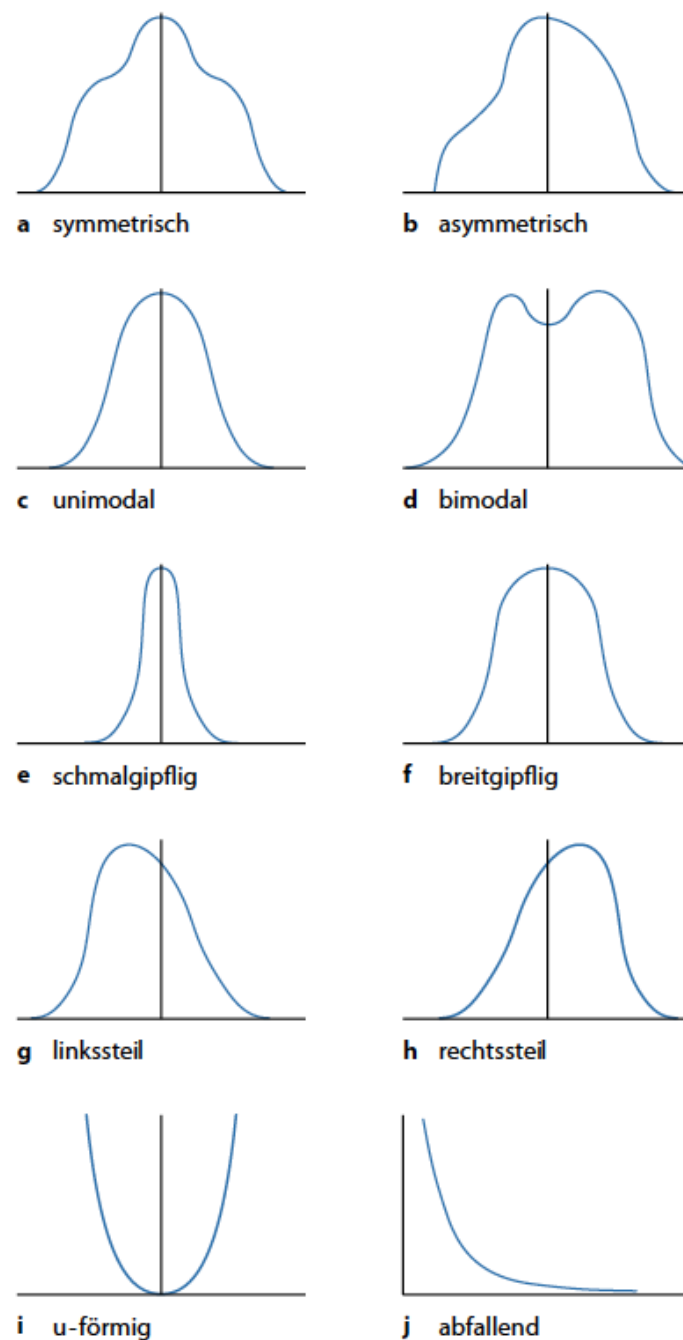 a symmetrisch
b asymmetrisch
c unimodal
d bimodal
e schmalgipflig
f breitgipflig
g linkssteil
h rechtssteil
i u-förmig
j abfallend